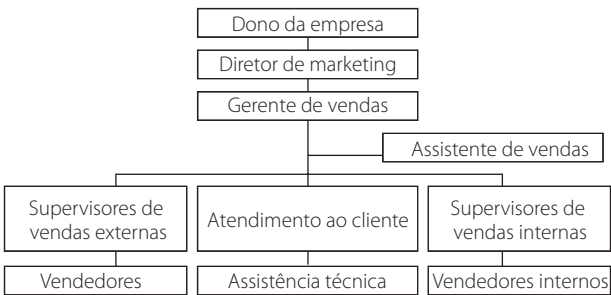 Dono da empresa
Diretor de marketing
Gerente de vendas
Assistente de vendas
Supervisores de
vendas externas
Atendimento ao cliente
Supervisores de
vendas internas
Vendedores
Assistência técnica
Vendedores internos